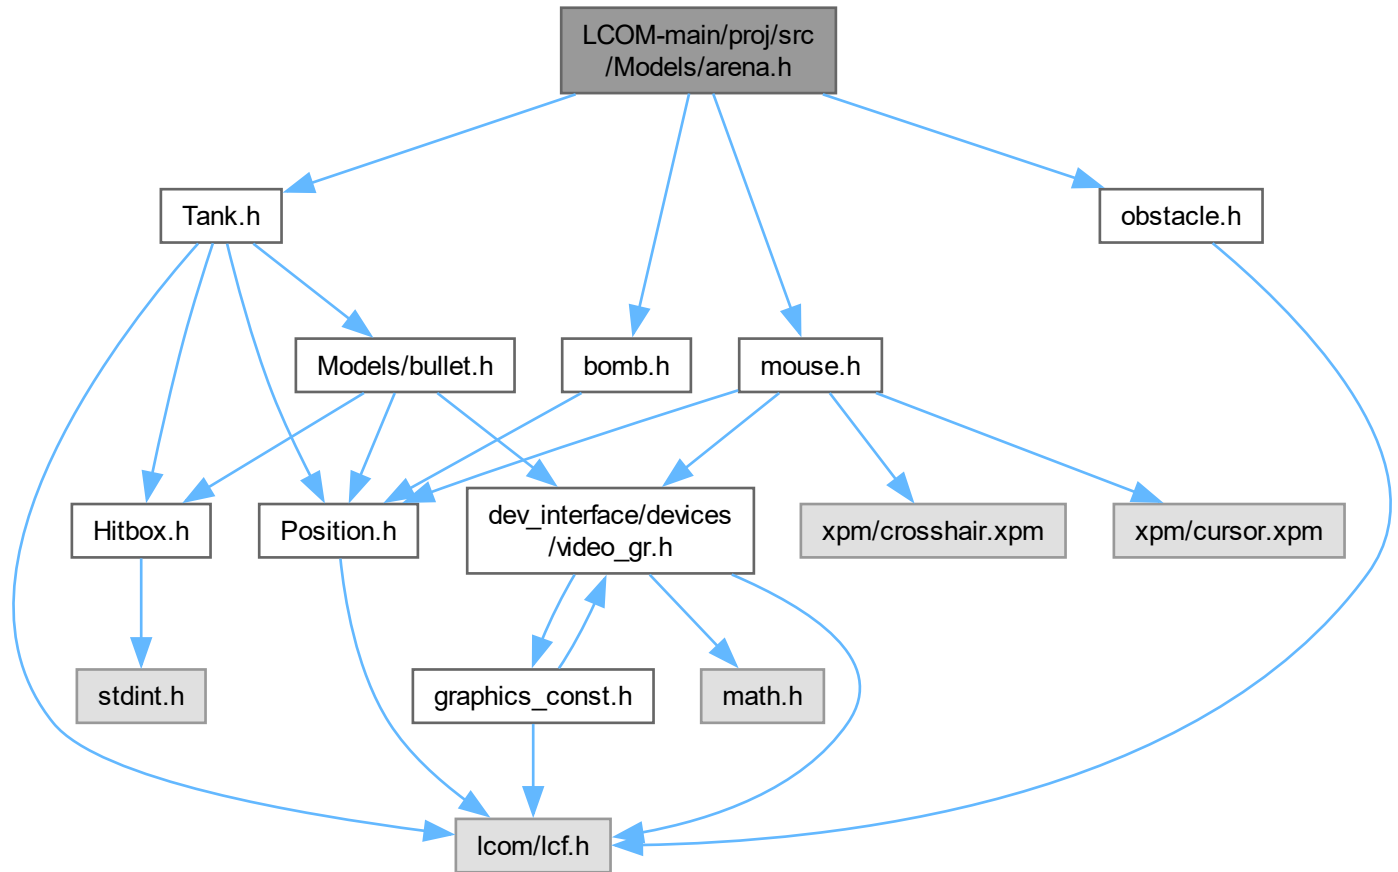 LCOM-main/proj/src
/Models/arena.h
Tank.h
obstacle.h
Models/bullet.h
bomb.h
mouse.h
Hitbox.h
Position.h
dev_interface/devices
/video_gr.h
xpm/crosshair.xpm
xpm/cursor.xpm
stdint.h
graphics_const.h
math.h
lcom/lcf.h